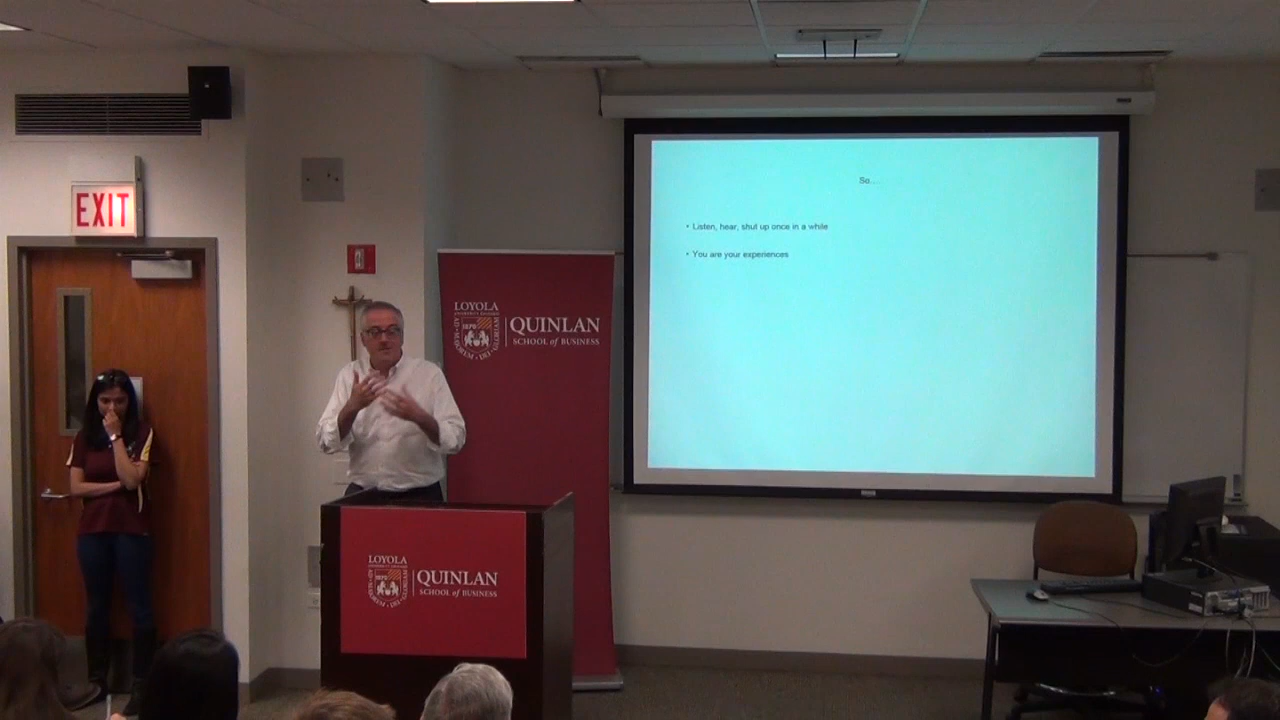 EXIT
LOYOLA
QUINLAN
SCHOOL of BUSINESS
So....
• Listen, hear, shut up once in a while
• You are your experiences
LOYOLA
QUINLAN
SCHOOL of BUSINESS